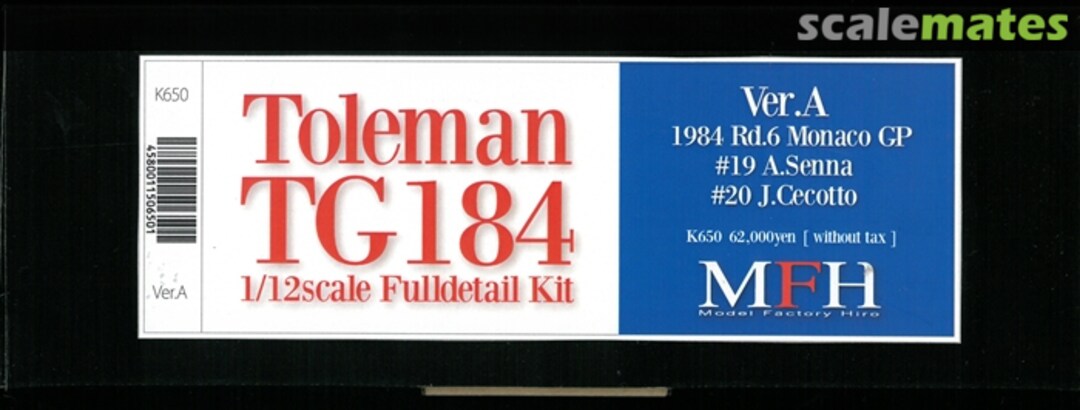 scalemates
K650
4580011506501
Ver.A
Toleman
TG184
1/12scale Fulldetail Kit
Ver.A
1984 Rd.6 Monaco GP
#19 A.Senna
#20 J.Cecotto
K650 62,000yen [ without tax ]
MFH
Model Factory Hiro